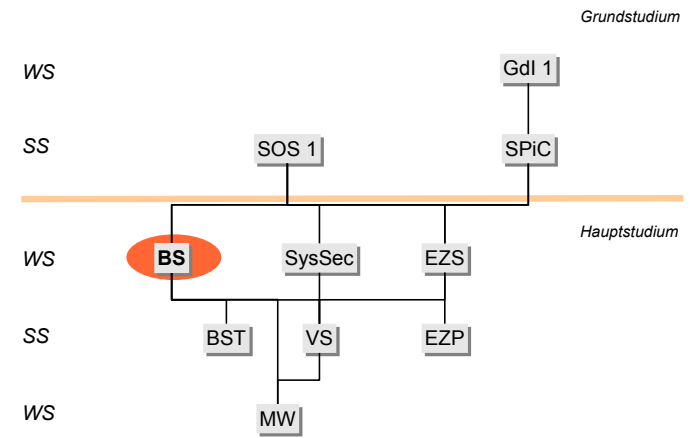 Grundstudium
WS GdI 1
SS SOS 1 SPiC
Hauptstudium
WS BS SysSec EZS
SS BST VS EZP
WS MW